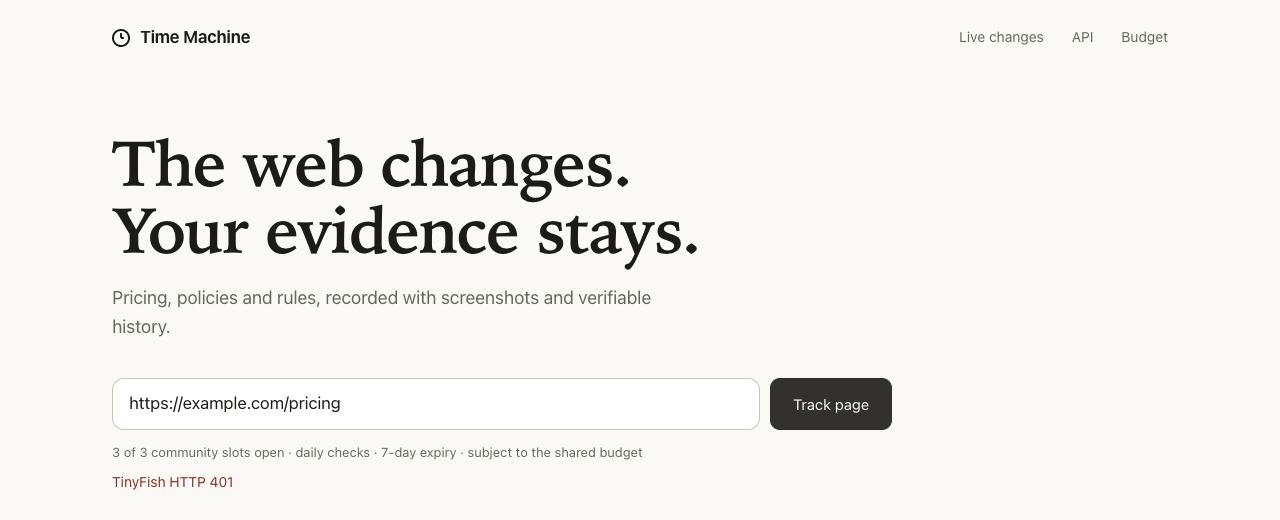 Time Machine
Live changes
API
Budget
The web changes.
Your evidence stays.
Pricing, policies and rules, recorded with screenshots and verifiable
history.
https://example.com/pricing
Track page
3 of 3 community slots open · daily checks · 7-day expiry · subject to the shared budget
TinyFish HTTP 401